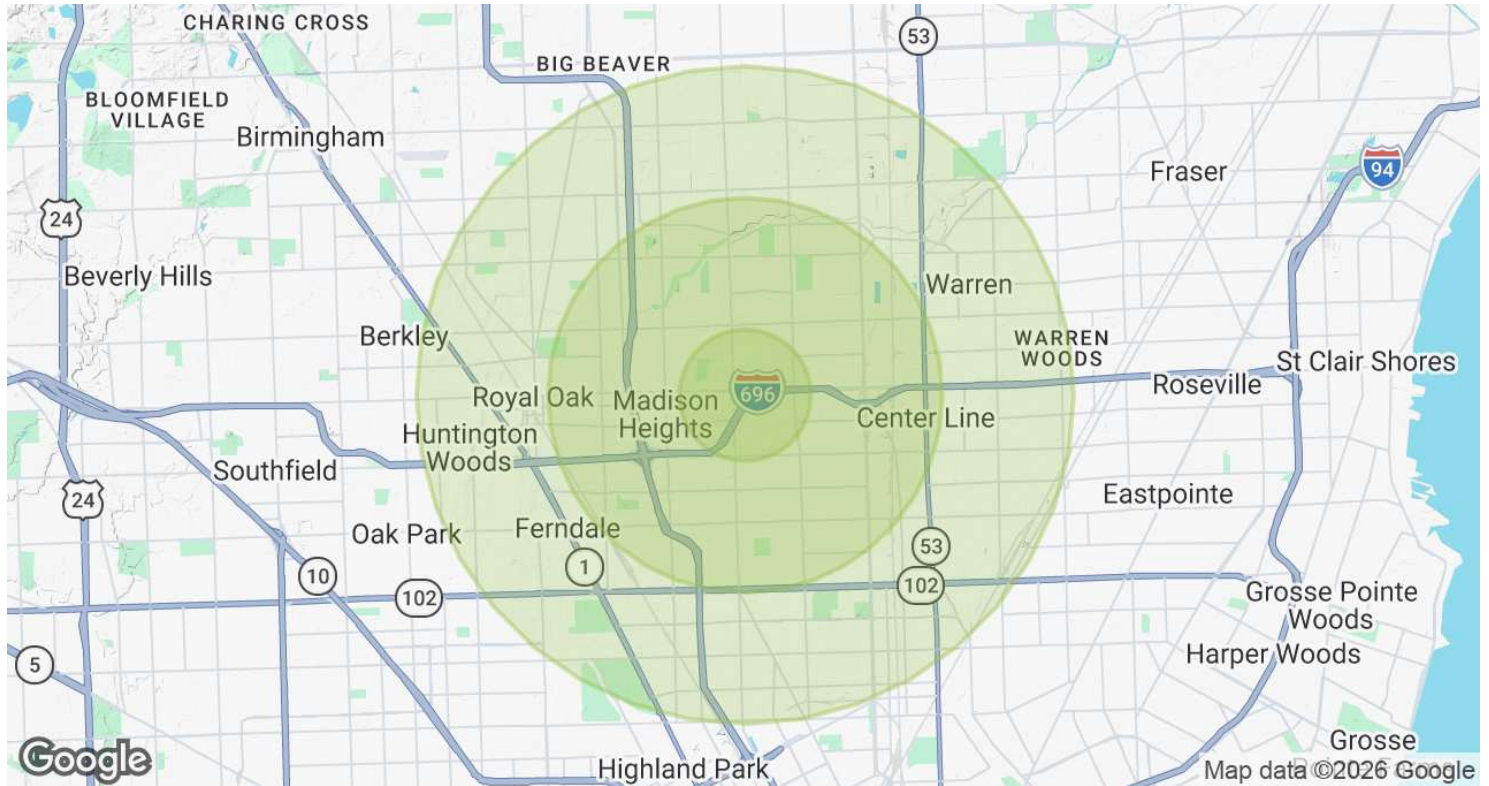 CHARING CROSS
53
BIG BEAVER
BLOOMFIELD
VILLAGE
Birmingham
Fraser
94
24
Beverly Hills
Warren
Berkley
WARREN
WOODS
St Clair Shores
Roseville
Royal Oak
Madison
Heights
696
Center Line
Huntington
Woods
Southfield
24
Eastpointe
Oak Park
Ferndale
53
1
10
102
102
Grosse Pointe
Woods
Harper Woods
5
Grosse
Highland Park
Google
Map data ©2026 Google